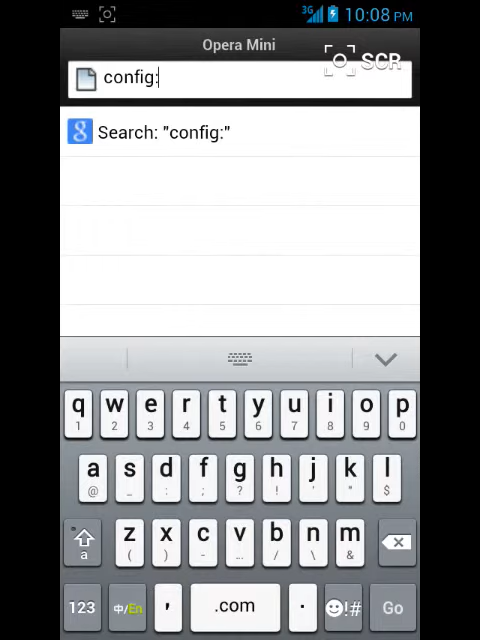 3G 10:08 PM
Opera Mini
SCR
config:
g Search: "config:"
q w e r t y u i o p
1 2 3 4 5 6 7 8 9 0
a s d f g h j k l
@ _ : ; ? ! ' " $
z x c v b n m
a ( ) - ... / \ &
123 中/En , .com . !# Go